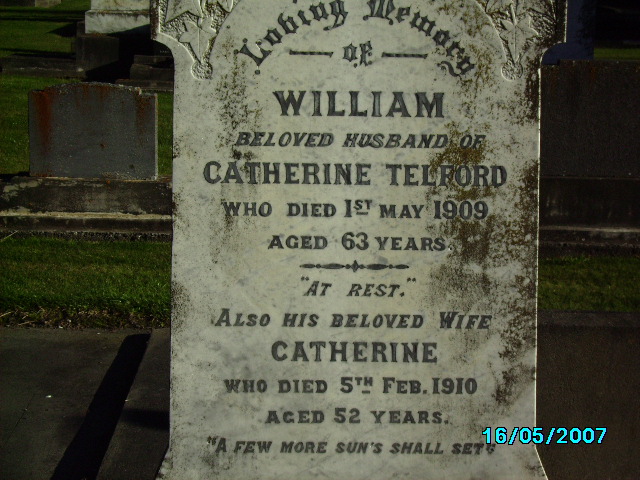 Loving Memory
of
WILLIAM
BELOVED HUSBAND OF
CATHERINE TELFORD
WHO DIED 1ST MAY 1909
AGED 63 YEARS.
"AT REST."
ALSO HIS BELOVED WIFE
CATHERINE
WHO DIED 5TH FEB. 1910
AGED 52 YEARS.
"A FEW MORE SUN'S SHALL SET"
16/05/2007